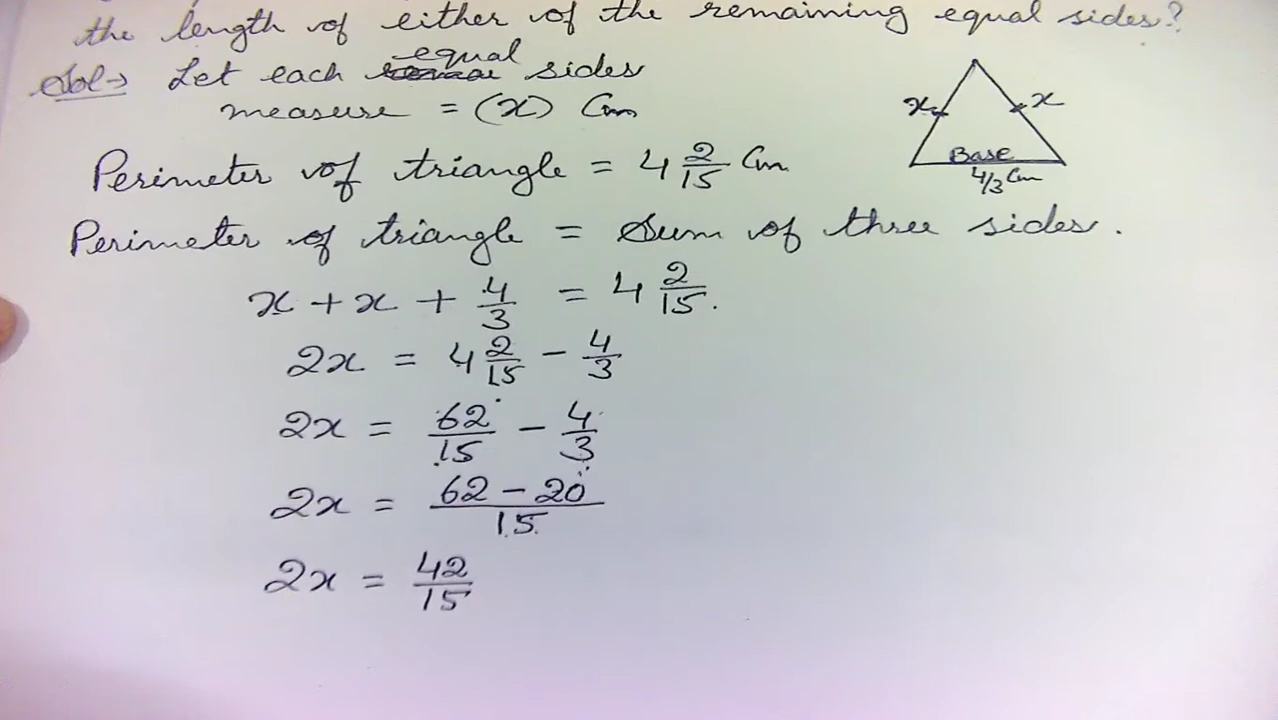 the length of either of the remaining equal sides?
Sol→ Let each equal sides
measure = (x) Cm
x x
Base
4/3 Cm
Perimeter of triangle = 4 2/15 Cm
Perimeter of triangle = Sum of three sides.
x + x + 4/3 = 4 2/15.
2x = 4 2/15 - 4/3
2x = 62/15 - 4/3
2x = 62 - 20/15
2x = 42/15